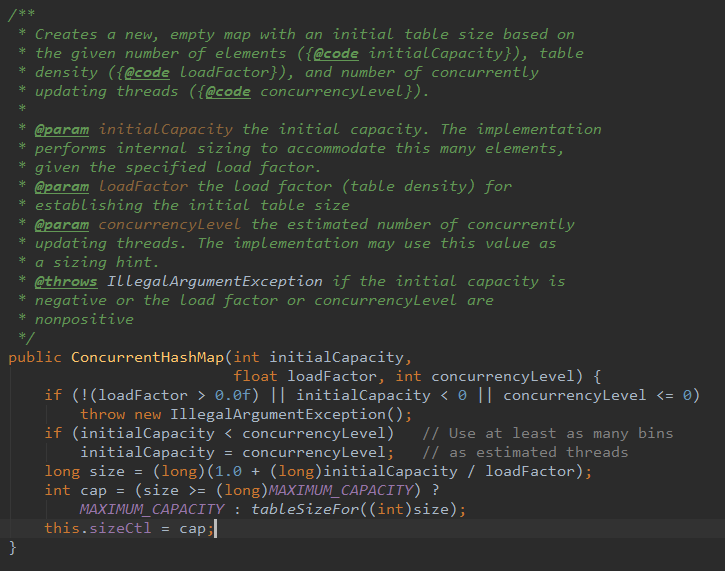 /**
 * Creates a new, empty map with an initial table size based on
 * the given number of elements ({@code initialCapacity}), table
 * density ({@code loadFactor}), and number of concurrently
 * updating threads ({@code concurrencyLevel}).
 *
 * @param initialCapacity the initial capacity. The implementation
 * performs internal sizing to accommodate this many elements,
 * given the specified load factor.
 * @param loadFactor the load factor (table density) for
 * establishing the initial table size
 * @param concurrencyLevel the estimated number of concurrently
 * updating threads. The implementation may use this value as
 * a sizing hint.
 * @throws IllegalArgumentException if the initial capacity is
 * negative or the load factor or concurrencyLevel are
 * nonpositive
 */
public ConcurrentHashMap(int initialCapacity,
                         float loadFactor, int concurrencyLevel) {
    if (!(loadFactor > 0.0f) || initialCapacity < 0 || concurrencyLevel <= 0)
        throw new IllegalArgumentException();
    if (initialCapacity < concurrencyLevel)   // Use at least as many bins
        initialCapacity = concurrencyLevel;   // as estimated threads
    long size = (long)(1.0 + (long)initialCapacity / loadFactor);
    int cap = (size >= (long)MAXIMUM_CAPACITY) ?
        MAXIMUM_CAPACITY : tableSizeFor((int)size);
    this.sizeCtl = cap;
}